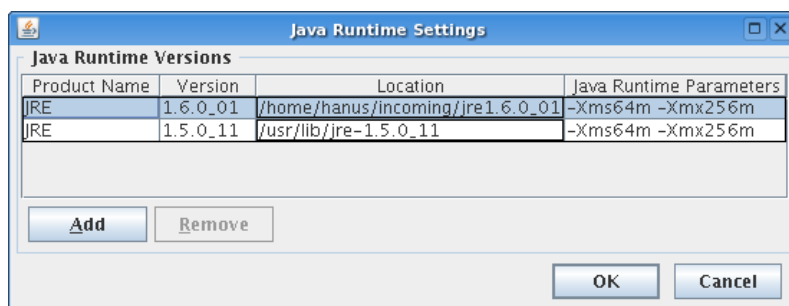 Java Runtime Settings
Java Runtime Versions
Product Name Version Location Java Runtime Parameters
JRE 1.6.0_01 /home/hanus/incoming/jre1.6.0_01 -Xms64m -Xmx256m
JRE 1.5.0_11 /usr/lib/jre-1.5.0_11 -Xms64m -Xmx256m
Add Remove
OK Cancel